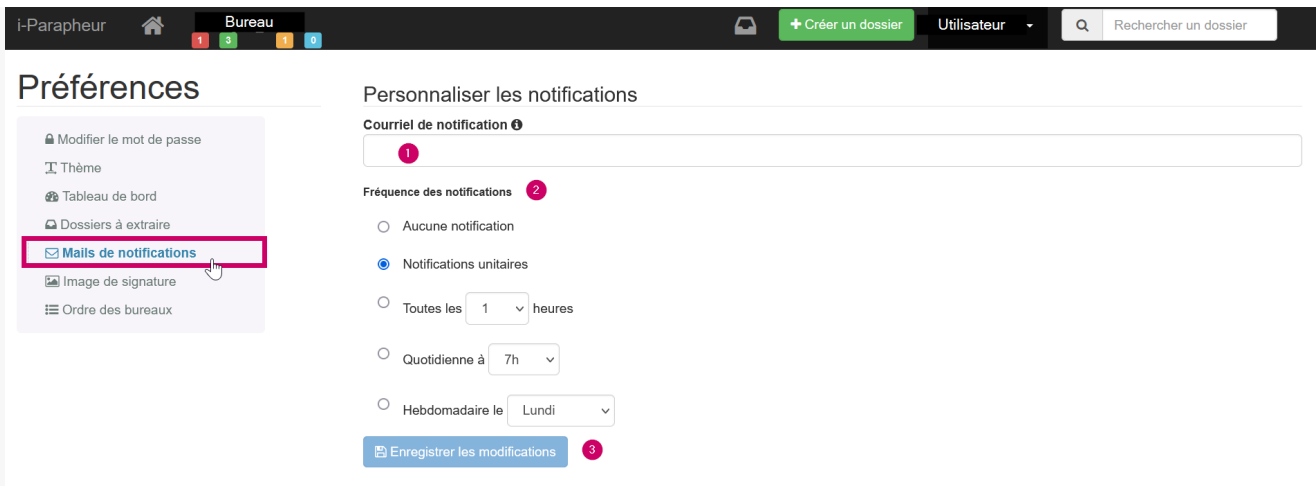 i-Parapheur Bureau Créer un dossier Utilisateur Rechercher un dossier
1 3 1 0
Préférences
Modifier le mot de passe
Thème
Tableau de bord
Dossiers à extraire
Mails de notifications
Image de signature
Ordre des bureaux
Personnaliser les notifications
Courriel de notification
1
Fréquence des notifications 2
Aucune notification
Notifications unitaires
Toutes les 1 heures
Quotidienne à 7h
Hebdomadaire le Lundi
Enregistrer les modifications 3